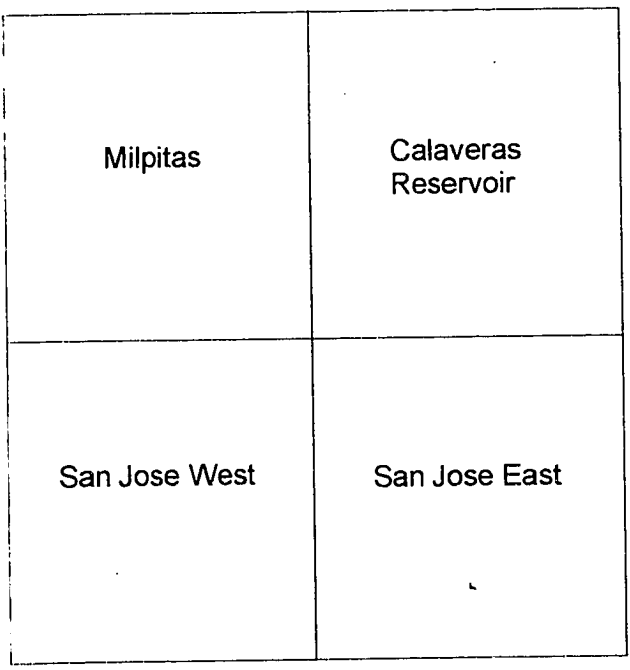 Milpitas
Calaveras
Reservoir
San Jose West
San Jose East